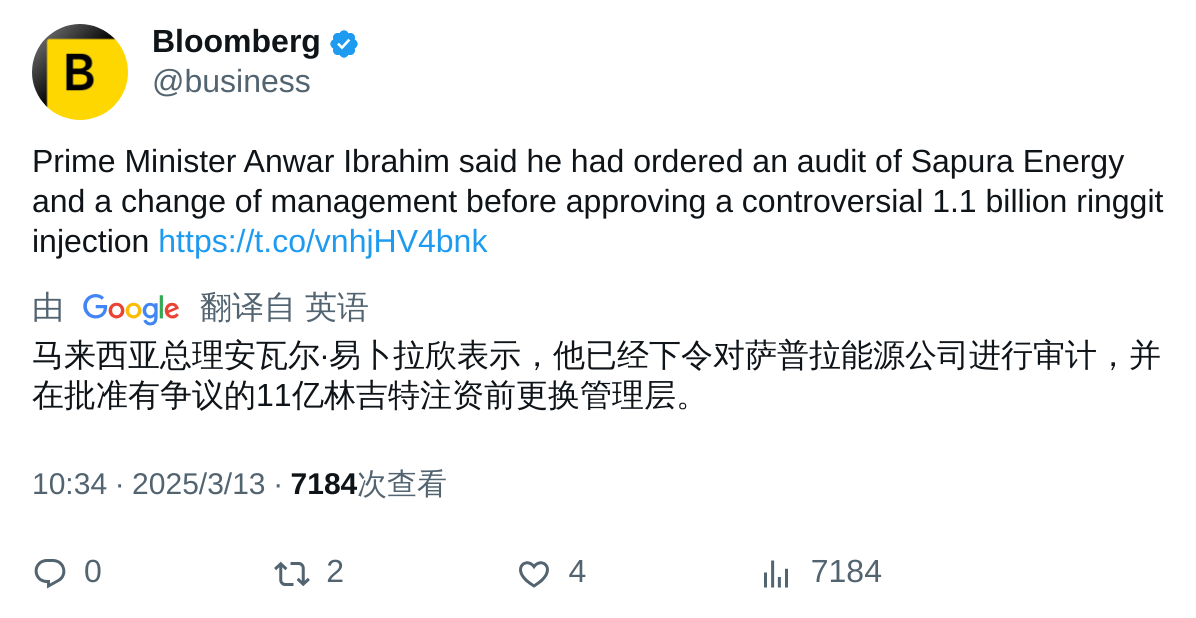 B
Bloomberg
@business
Prime Minister Anwar Ibrahim said he had ordered an audit of Sapura Energy
and a change of management before approving a controversial 1.1 billion ringgit
injection https://t.co/vnhjHV4bnk
由 Google 翻译自 英语
马来西亚总理安瓦尔·易卜拉欣表示，他已经下令对萨普拉能源公司进行审计，并
在批准有争议的11亿林吉特注资前更换管理层。
10:34 · 2025/3/13 · 7184次查看
0 2 4 7184